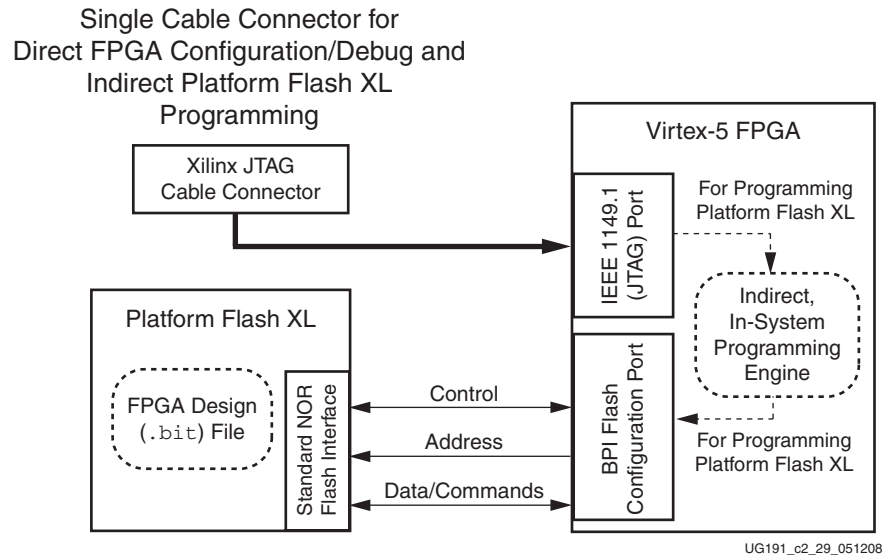 Single Cable Connector for
Direct FPGA Configuration/Debug and
Indirect Platform Flash XL
Programming
Xilinx JTAG
Cable Connector
Virtex-5 FPGA
IEEE 1149.1
(JTAG) Port
For Programming
Platform Flash XL
Indirect,
In-System
Programming
Engine
For Programming
Platform Flash XL
BPI Flash
Configuration Port
Platform Flash XL
FPGA Design
(.bit) File
Standard NOR
Flash Interface
Control
Address
Data/Commands
UG191_c2_29_051208